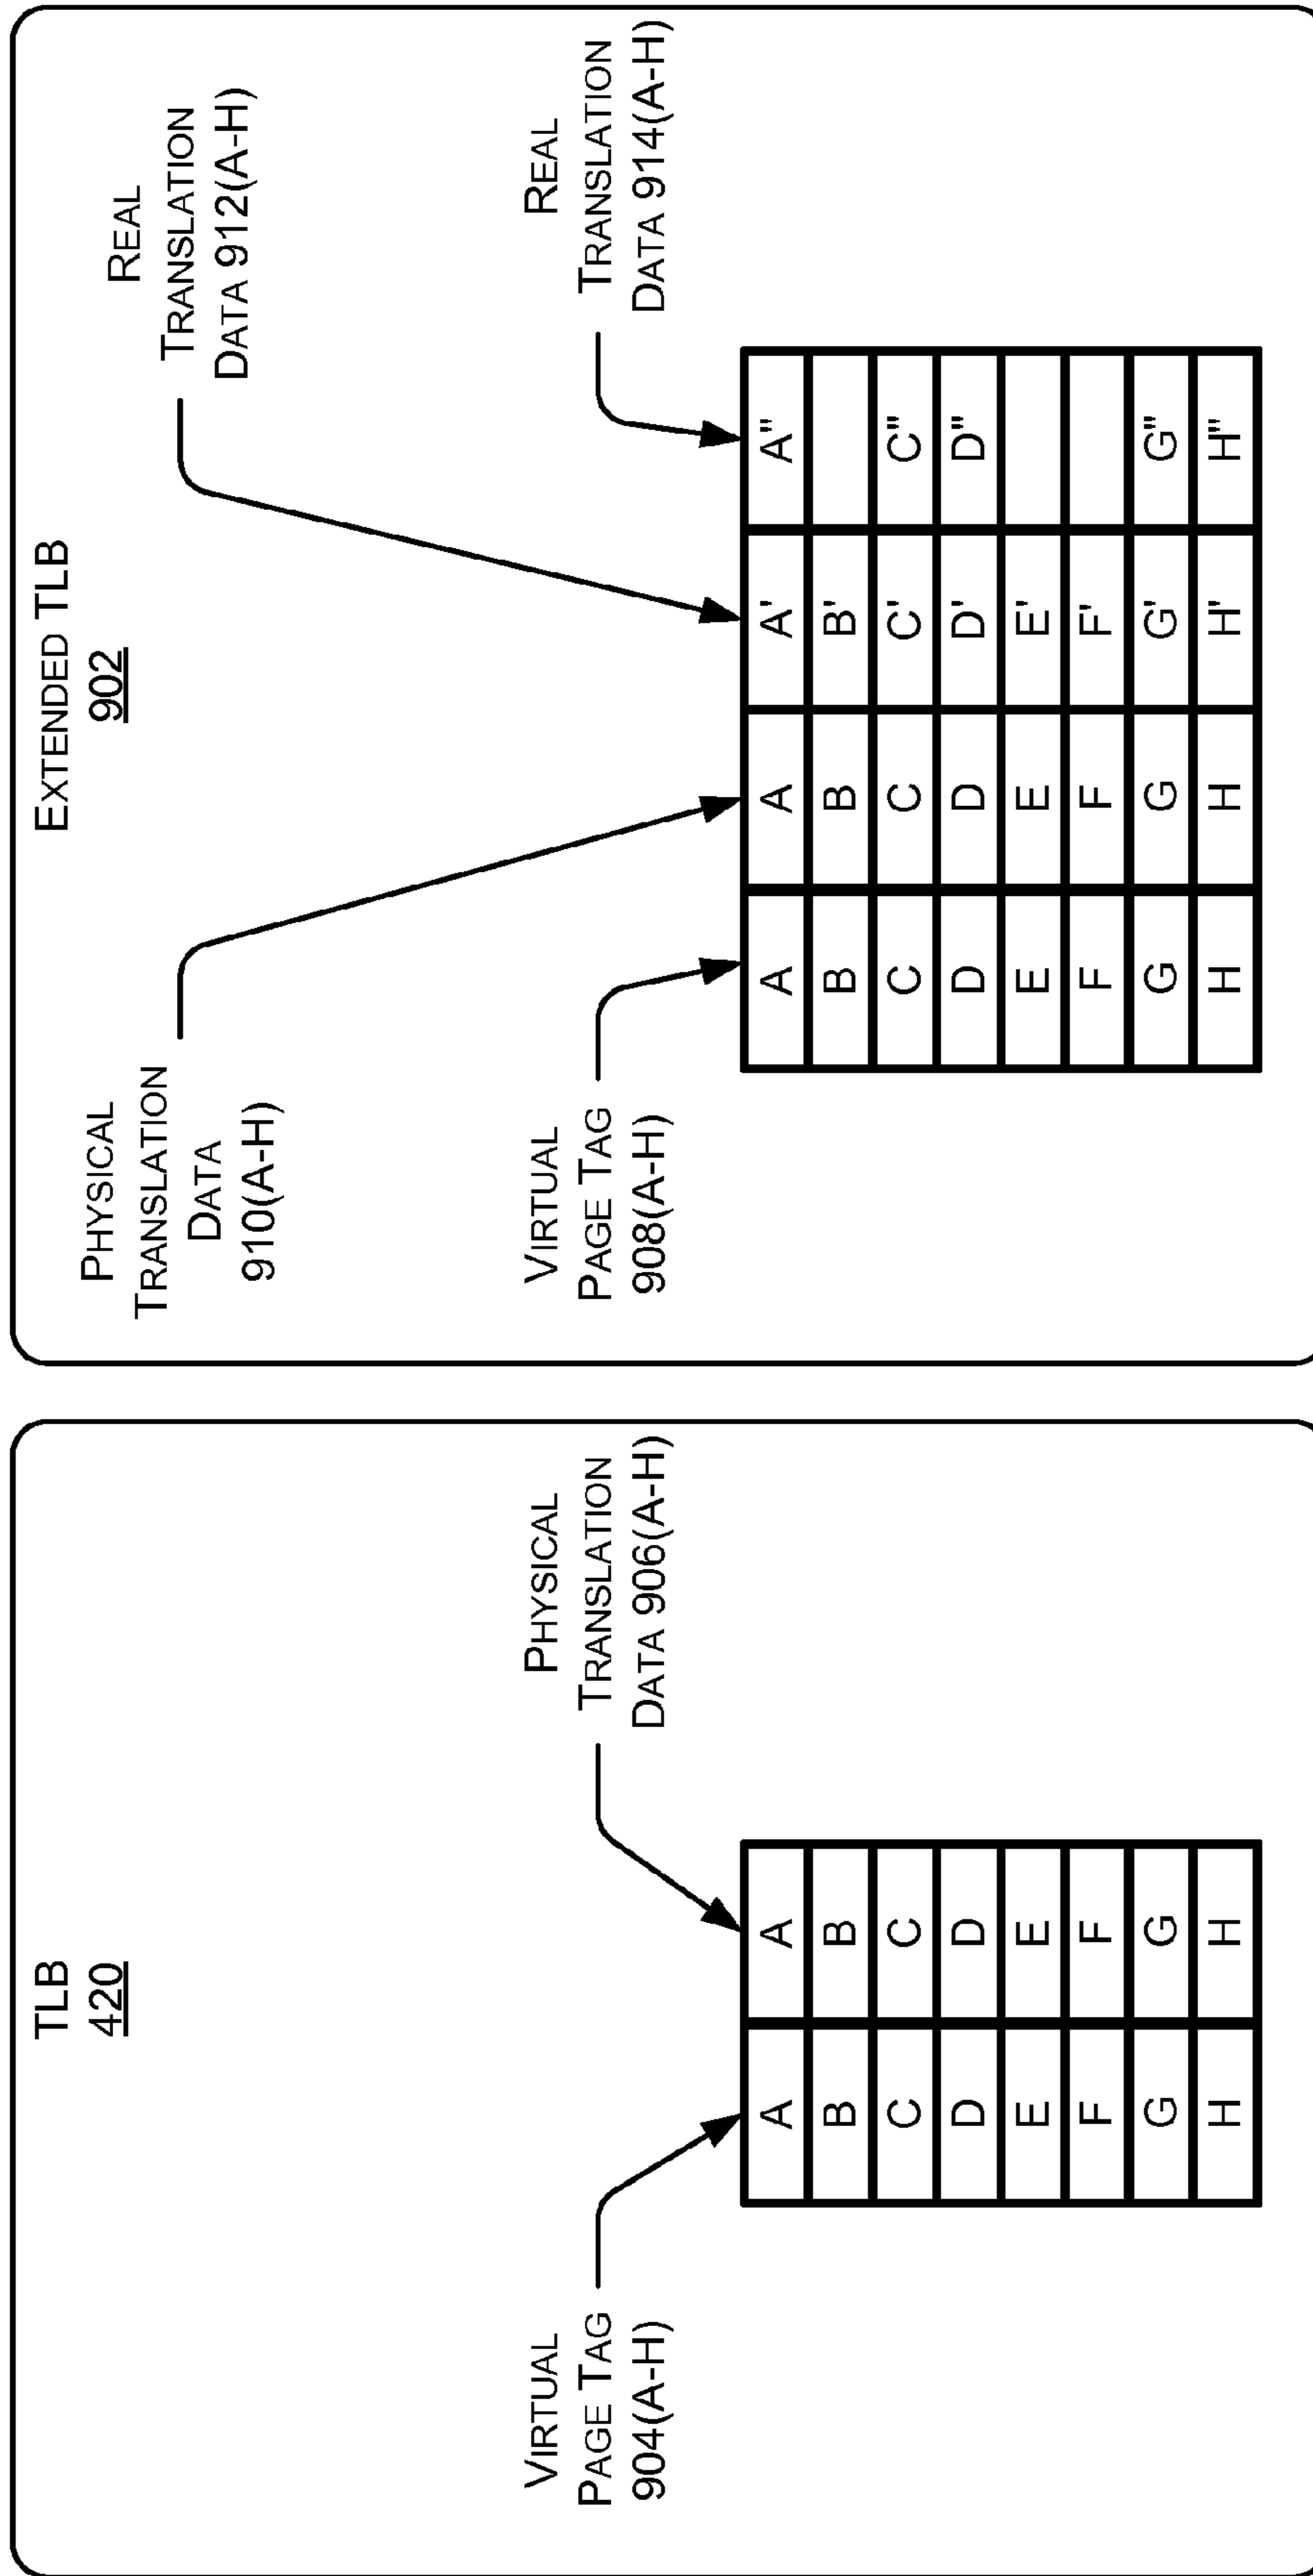 TLB
420
VIRTUAL
PAGE TAG
904(A-H)
PHYSICAL
TRANSLATION
DATA 906(A-H)
A A
B B
C C
D D
E E
F F
G G
H H
EXTENDED TLB
902
PHYSICAL
TRANSLATION
DATA
910(A-H)
REAL
TRANSLATION
DATA 912(A-H)
VIRTUAL
PAGE TAG
908(A-H)
REAL
TRANSLATION
DATA 914(A-H)
A A A' A"
B B B'
C C C' C"
D D D' D"
E E E'
F F F'
G G G' G"
H H H' H"